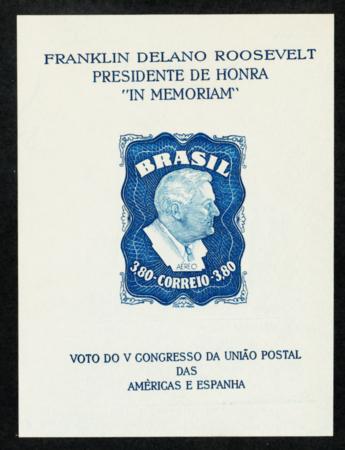 FRANKLIN DELANO ROOSEVELT
PRESIDENTE DE HONRA
"IN MEMORIAM"
BRASIL
AÉREO
3,80-CORREIO-3,80
VOTO DO V CONGRESSO DA UNIÃO POSTAL
DAS
AMÈRICAS E ESPANHA